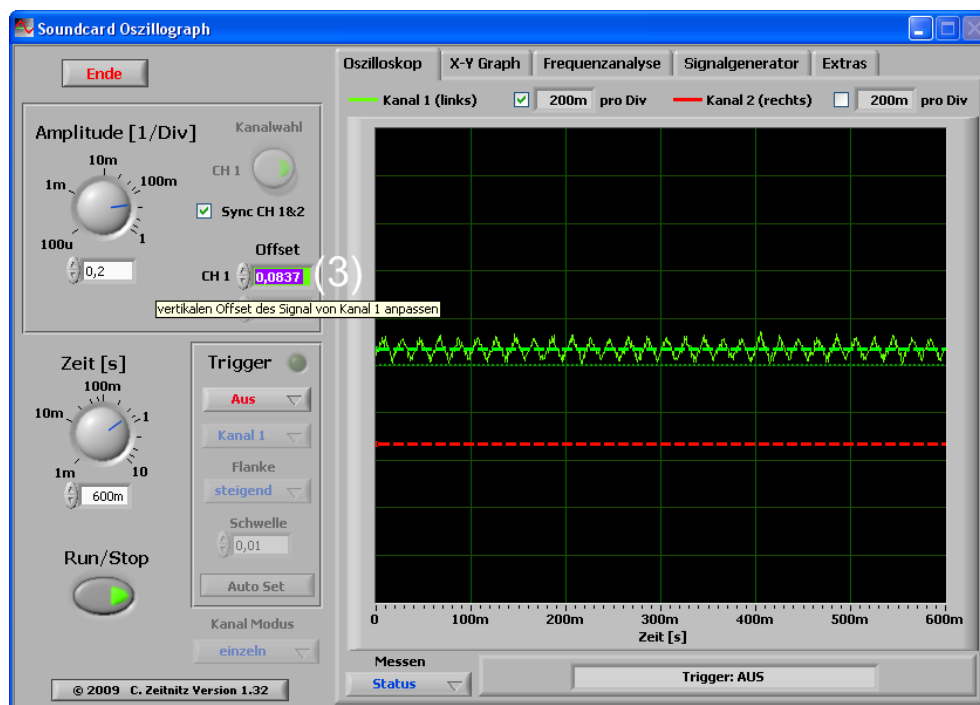 Soundcard Oszillograph
Ende
Amplitude [1/Div]
Kanalwahl
10m
1m
100m
100u
1
CH 1
Sync CH 1&2
0,2
Offset
CH 1 0,0837 (3)
vertikalen Offset des Signal von Kanal 1 anpassen
Zeit [s]
100m
10m
1
1m
10
600m
Run/Stop
Trigger
Aus
Kanal 1
Flanke
steigend
Schwelle
0,01
Auto Set
Kanal Modus
einzeln
© 2009 C. Zeitnitz Version 1.32
Oszilloskop X-Y Graph Frequenzanalyse Signalgenerator Extras
Kanal 1 (links) 200m pro Div Kanal 2 (rechts) 200m pro Div
0 100m 200m 300m 400m 500m 600m
Zeit [s]
Messen
Status
Trigger: AUS